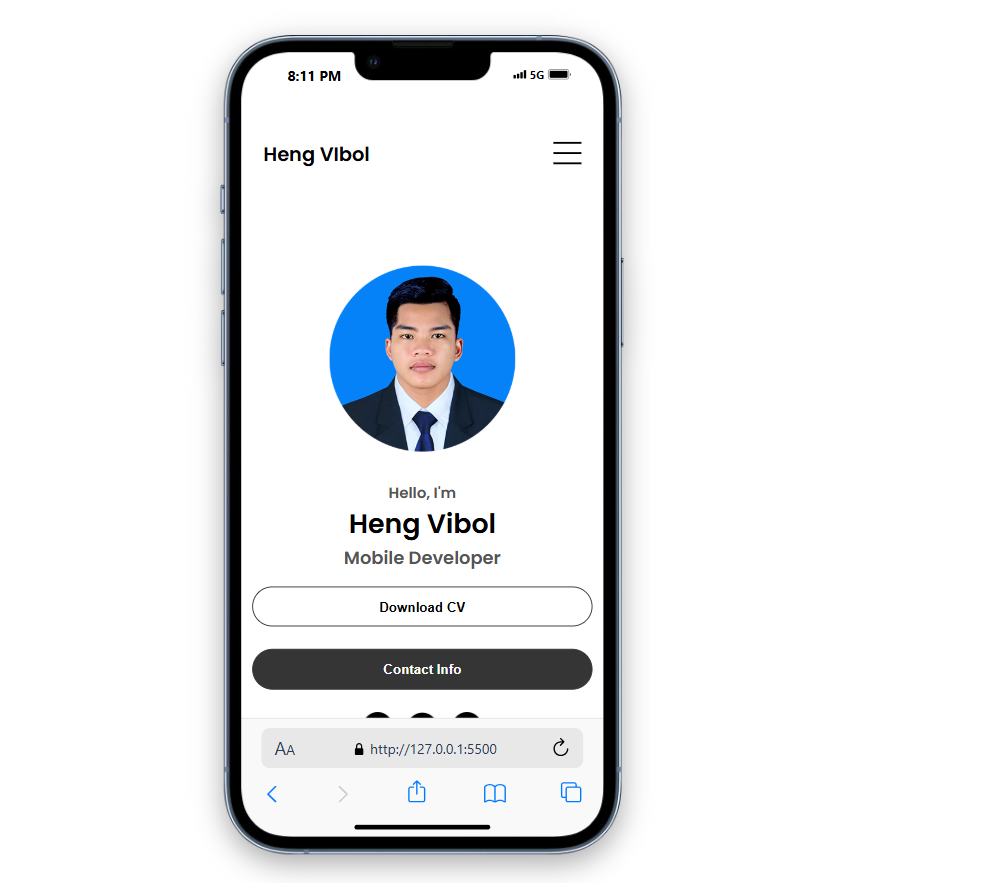 8:11 PM 5G
Heng VIbol
Hello, I'm
Heng Vibol
Mobile Developer
Download CV
Contact Info
AA http://127.0.0.1:5500